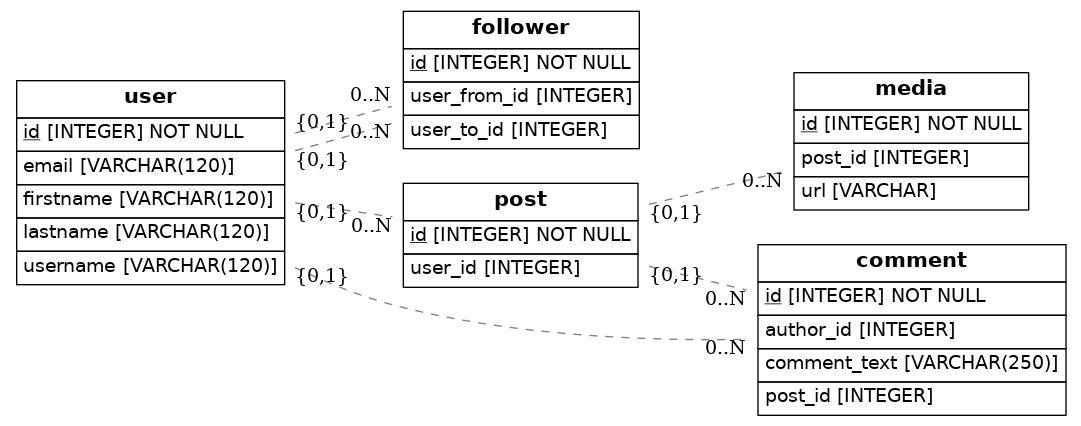 user
id [INTEGER] NOT NULL
email [VARCHAR(120)]
firstname [VARCHAR(120)]
lastname [VARCHAR(120)]
username [VARCHAR(120)]
{0,1}
0..N
{0,1}
0..N
{0,1}
0..N
{0,1}
0..N
follower
id [INTEGER] NOT NULL
user_from_id [INTEGER]
user_to_id [INTEGER]
post
id [INTEGER] NOT NULL
user_id [INTEGER]
{0,1}
0..N
{0,1}
0..N
media
id [INTEGER] NOT NULL
post_id [INTEGER]
url [VARCHAR]
comment
id [INTEGER] NOT NULL
author_id [INTEGER]
comment_text [VARCHAR(250)]
post_id [INTEGER]